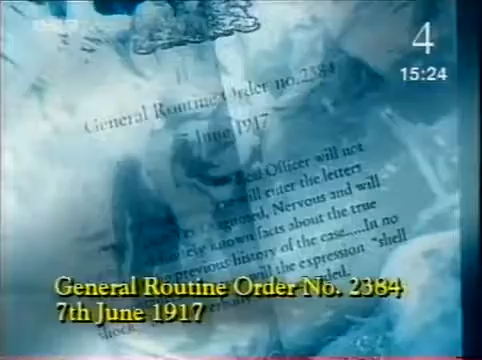 4
15:24
General Routine Order no.2384
June 1917
Officer will not
will enter the letters
Diagnosed, Nervous and will
known facts about the true
previous history of the case.....In no
will the expression "shell
shock
General Routine Order No. 2384
7th June 1917